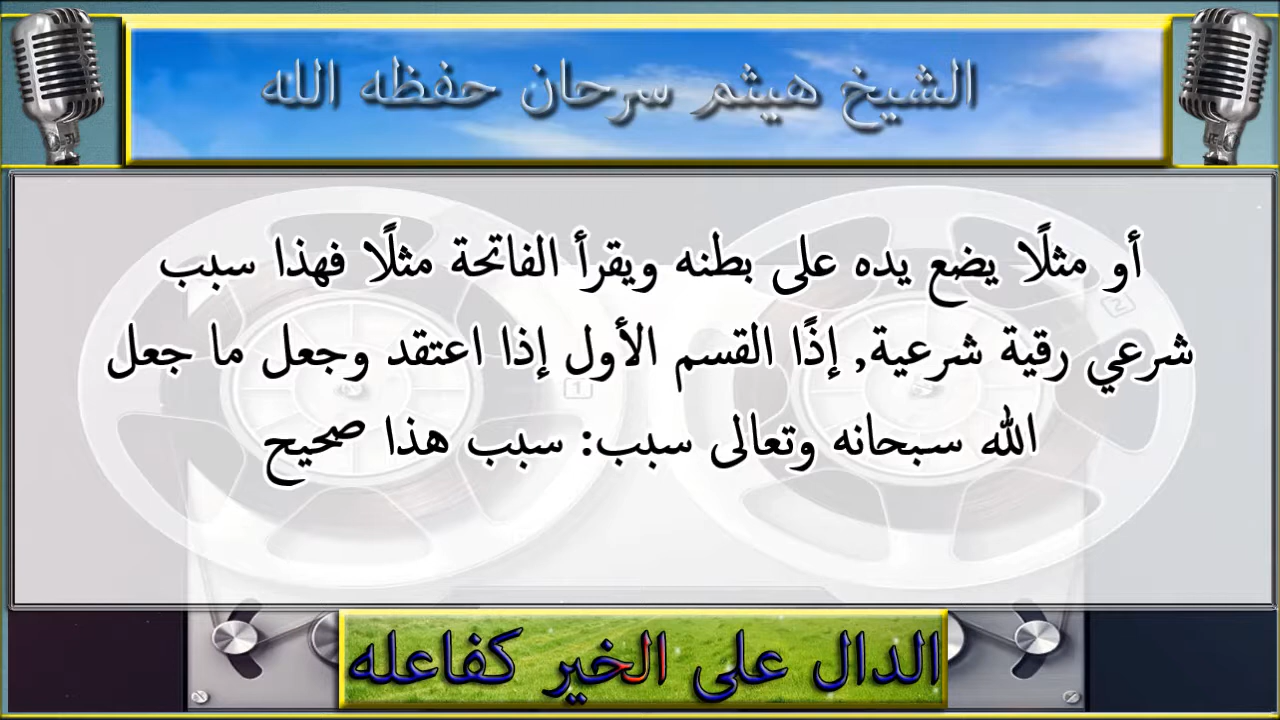 الشيخ هيثم سرحان حفظه الله
أو مثلًا يضع يده على بطنه ويقرأ الفاتحة مثلًا فهذا سبب
شرعي رقية شرعية, إذًا القسم الأول إذا اعتقد وجعل ما جعل
الله سبحانه وتعالى سبب: سبب هذا صحيح
الدال على الخير كفاعله